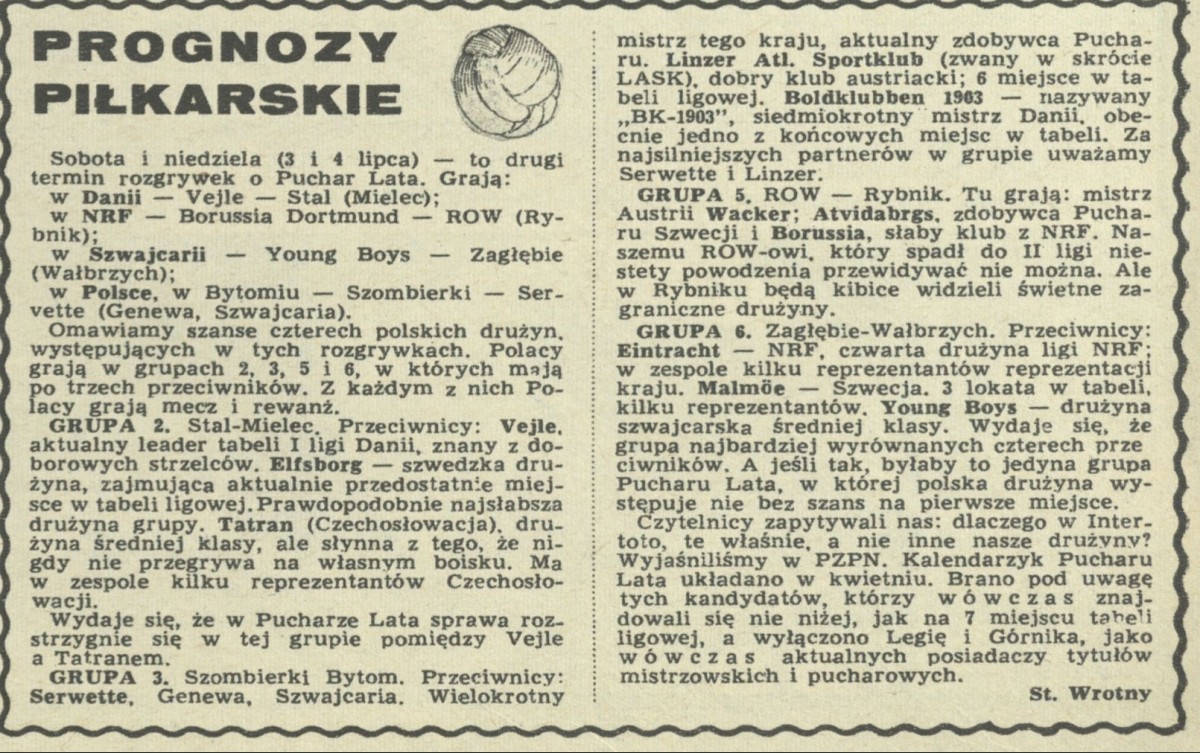 PROGNOZY
PIŁKARSKIE
Sobota i niedziela (3 i 4 lipca) — to drugi
termin rozgrywek o Puchar Lata. Grają:
w Danii — Vejle — Stal (Mielec);
w NRF — Borussia Dortmund — ROW (Ry-
bnik);
w Szwajcarii — Young Boys — Zagłębie
(Wałbrzych);
w Polsce, w Bytomiu — Szombierki — Ser-
vette (Genewa, Szwajcaria).
Omawiamy szanse czterech polskich drużyn,
występujących w tych rozgrywkach. Polacy
grają w grupach 2, 3, 5 i 6, w których mają
po trzech przeciwników. Z każdym z nich Po-
lacy grają mecz i rewanż.
GRUPA 2. Stal-Mielec. Przeciwnicy: Vejle,
aktualny leader tabeli I ligi Danii, znany z do-
borowych strzelców. Elfsborg — szwedzka dru-
żyna, zajmująca aktualnie przedostatnie miej-
sce w tabeli ligowej. Prawdopodobnie najsłabsza
drużyna grupy. Tatran (Czechosłowacja), dru-
żyna średniej klasy, ale słynna z tego, że ni-
gdy nie przegrywa na własnym boisku. Ma
w zespole kilku reprezentantów Czechosło-
wacji.
Wydaje się, że w Pucharze Lata sprawa roz-
strzygnie się w tej grupie pomiędzy Vejle
a Tatranem.
GRUPA 3. Szombierki Bytom. Przeciwnicy:
Serwette, Genewa, Szwajcaria. Wielokrotny
mistrz tego kraju, aktualny zdobywca Pucha-
ru. Linzer Atl. Sportklub (zwany w skrócie
LASK), dobry klub austriacki; 6 miejsce w ta-
beli ligowej. Boldklubben 1903 — nazywany
„BK-1903”, siedmiokrotny mistrz Danii, obe-
cnie jedno z końcowych miejsc w tabeli. Za
najsilniejszych partnerów w grupie uważamy
Serwette i Linzer.
GRUPA 5. ROW — Rybnik. Tu grają: mistrz
Austrii Wacker; Atvidabrgs, zdobywca Pucha-
ru Szwecji i Borussia, słaby klub z NRF. Na-
szemu ROW-owi, który spadł do II ligi nie-
stety powodzenia przewidywać nie można. Ale
w Rybniku będą kibice widzieli świetne za-
graniczne drużyny.
GRUPA 6. Zagłębie-Wałbrzych. Przeciwnicy:
Eintracht — NRF, czwarta drużyna ligi NRF;
w zespole kilku reprezentantów reprezentacji
kraju. Malmöe — Szwecja. 3 lokata w tabeli,
kilku reprezentantów. Young Boys — drużyna
szwajcarska średniej klasy. Wydaje się, że
grupa najbardziej wyrównanych czterech prze
ciwników. A jeśli tak, byłaby to jedyna grupa
Pucharu Lata, w której polska drużyna wy-
stępuje nie bez szans na pierwsze miejsce.
Czytelnicy zapytywali nas: dlaczego w Inter-
toto, te właśnie, a nie inne nasze drużyny?
Wyjaśniliśmy w PZPN. Kalendarzyk Pucharu
Lata układano w kwietniu. Brano pod uwagę
tych kandydatów, którzy wówczas znaj-
dowali się nie niżej, jak na 7 miejscu tabeli
ligowej, a wyłączono Legię i Górnika, jako
wówczas aktualnych posiadaczy tytułów
mistrzowskich i pucharowych.
St. Wrotny